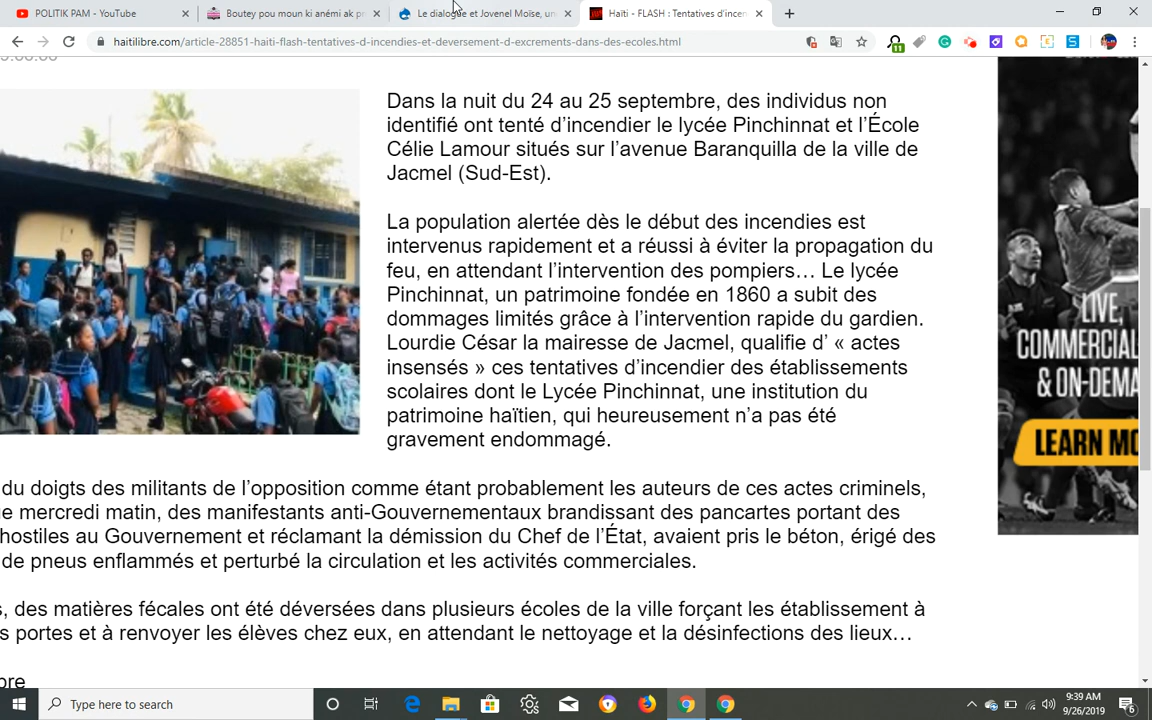 POLITIK PAM - YouTube
Boutey pou moun ki anémi ak pr
Le dialogue et Jovenel Moïse, un
Haïti - FLASH : Tentatives d'incen
haitilibre.com/article-28851-haiti-flash-tentatives-d-incendies-et-deversement-d-excrements-dans-des-ecoles.html
11
Dans la nuit du 24 au 25 septembre, des individus non
identifié ont tenté d'incendier le lycée Pinchinnat et l'École
Célie Lamour situés sur l'avenue Baranquilla de la ville de
Jacmel (Sud-Est).
La population alertée dès le début des incendies est
intervenus rapidement et a réussi à éviter la propagation du
feu, en attendant l'intervention des pompiers… Le lycée
Pinchinnat, un patrimoine fondée en 1860 a subit des
dommages limités grâce à l'intervention rapide du gardien.
Lourdie César la mairesse de Jacmel, qualifie d' « actes
insensés » ces tentatives d'incendier des établissements
scolaires dont le Lycée Pinchinnat, une institution du
patrimoine haïtien, qui heureusement n'a pas été
gravement endommagé.
du doigts des militants de l'opposition comme étant probablement les auteurs de ces actes criminels,
e mercredi matin, des manifestants anti-Gouvernementaux brandissant des pancartes portant des
hostiles au Gouvernement et réclamant la démission du Chef de l'État, avaient pris le béton, érigé des
de pneus enflammés et perturbé la circulation et les activités commerciales.
s, des matières fécales ont été déversées dans plusieurs écoles de la ville forçant les établissement à
s portes et à renvoyer les élèves chez eux, en attendant le nettoyage et la désinfections des lieux…
bre
LIVE,
COMMERCIAL
& ON-DEMA
LEARN MO
Type here to search
9:39 AM
9/26/2019
6